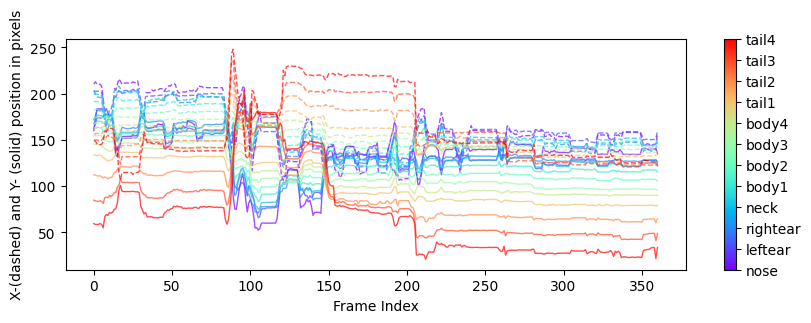 X-(dashed) and Y- (solid) position in pixels
250
200
150
100
50
0
50
100
150
200
250
300
350
Frame Index
tail4
tail3
tail2
tail1
body4
body3
body2
body1
neck
rightear
leftear
nose